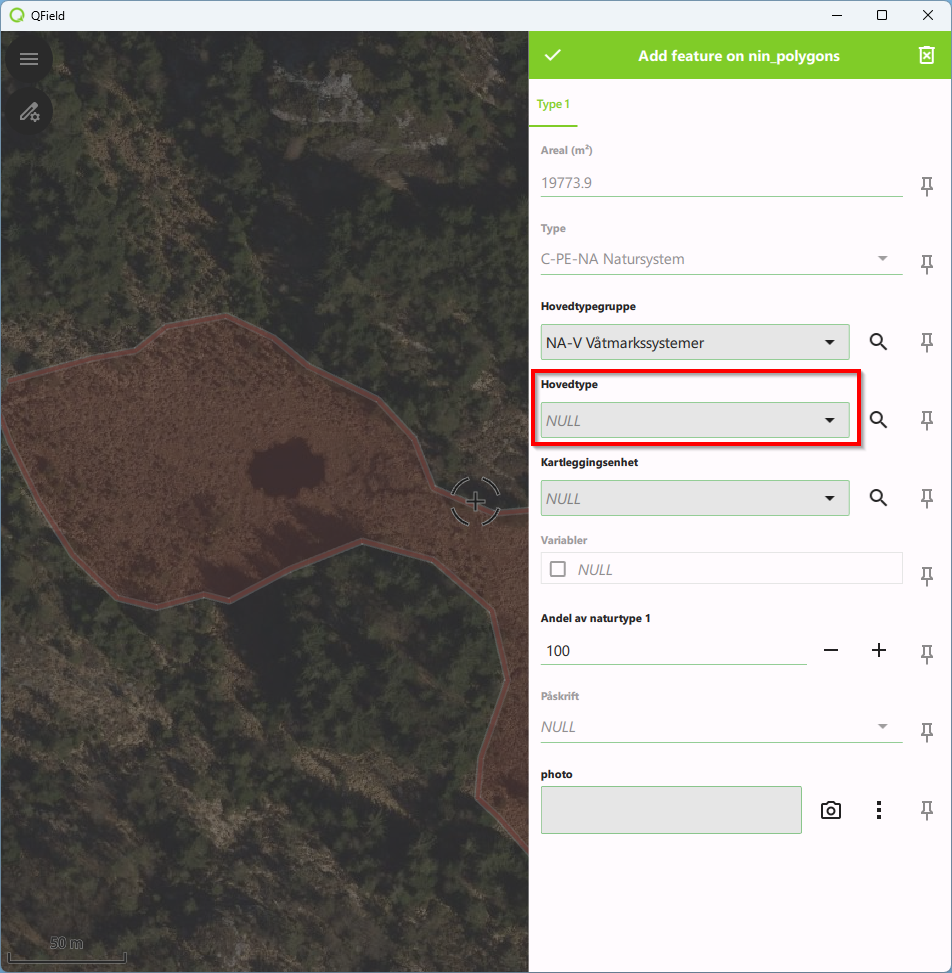 QField
Add feature on nin_polygons
Type 1
Areal (m²)
19773.9
Type
C-PE-NA Natursystem
Hovedtypegruppe
NA-V Våtmarkssystemer
Hovedtype
NULL
Kartleggingsenhet
NULL
Variabler
NULL
Andel av naturtype 1
100
Påskrift
NULL
photo
50 m